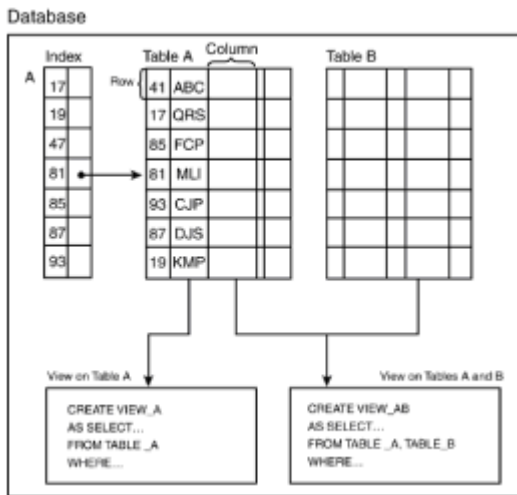 Database
Index
A
17
19
47
81
85
87
93
Table A
Column
Row
41 ABC
17 QRS
85 FCP
81 MLI
93 CJP
87 DJS
19 KMP
Table B
View on Table A
CREATE VIEW_A
AS SELECT...
FROM TABLE _A
WHERE...
View on Tables A and B
CREATE VIEW_AB
AS SELECT...
FROM TABLE _A, TABLE_B
WHERE...